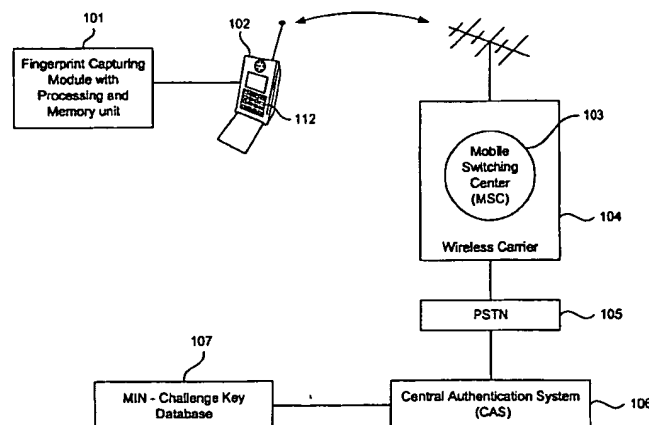 101
Fingerprint Capturing
Module with
Processing and
Memory unit
102
112
103
Mobile
Switching
Center
(MSC)
104
Wireless Carrier
PSTN
105
107
MIN - Challenge Key
Database
Central Authentication System
(CAS)
106